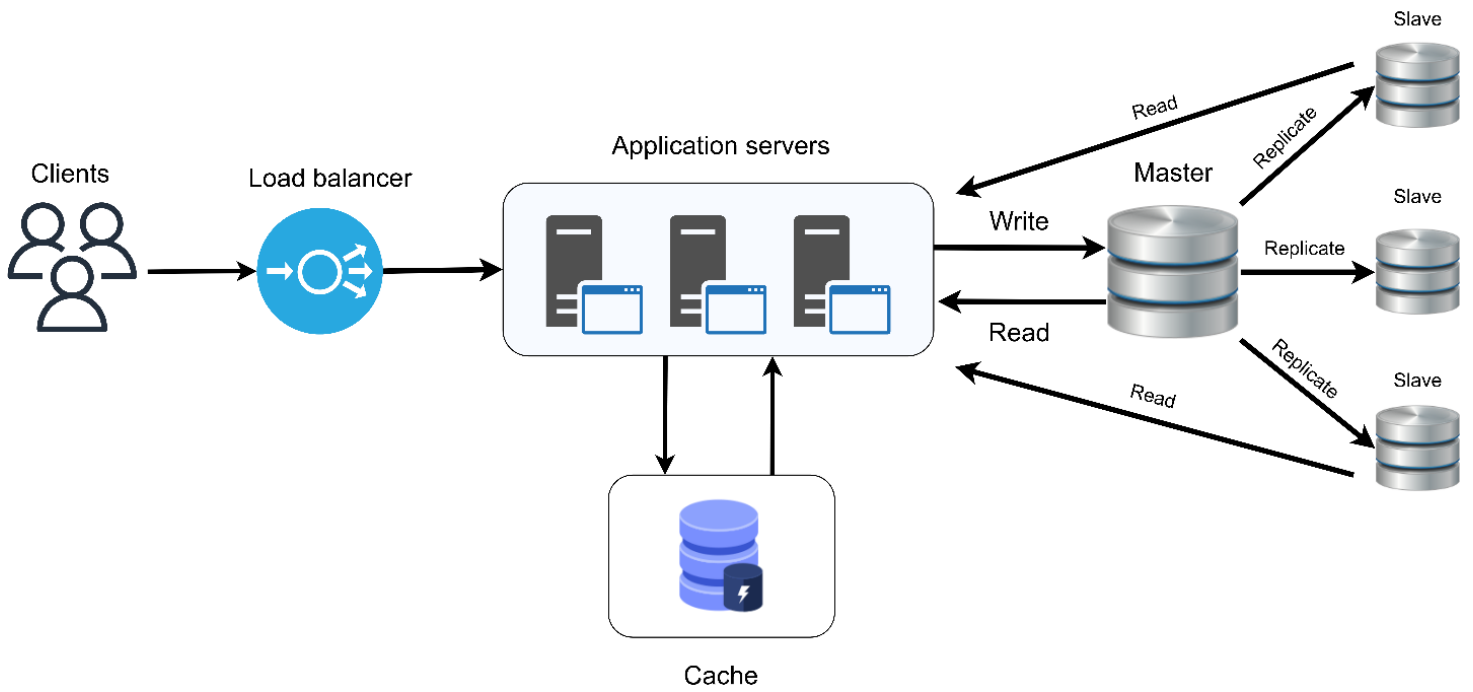 Clients
Load balancer
Application servers
Write
Read
Master
Read
Replicate
Slave
Replicate
Slave
Replicate
Slave
Read
Cache